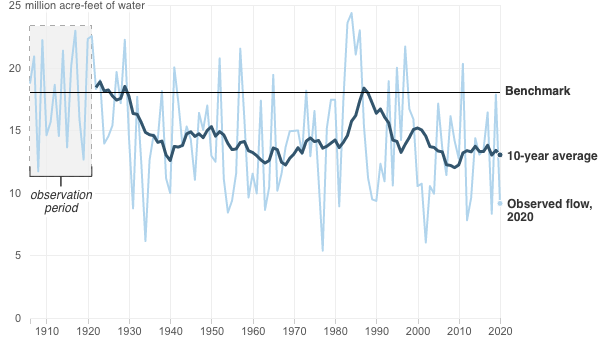 25 million acre-feet of water
20
15
10
5
0
Benchmark
10-year average
Observed flow,
2020
observation
period
1910 1920 1930 1940 1950 1960 1970 1980 1990 2000 2010 2020